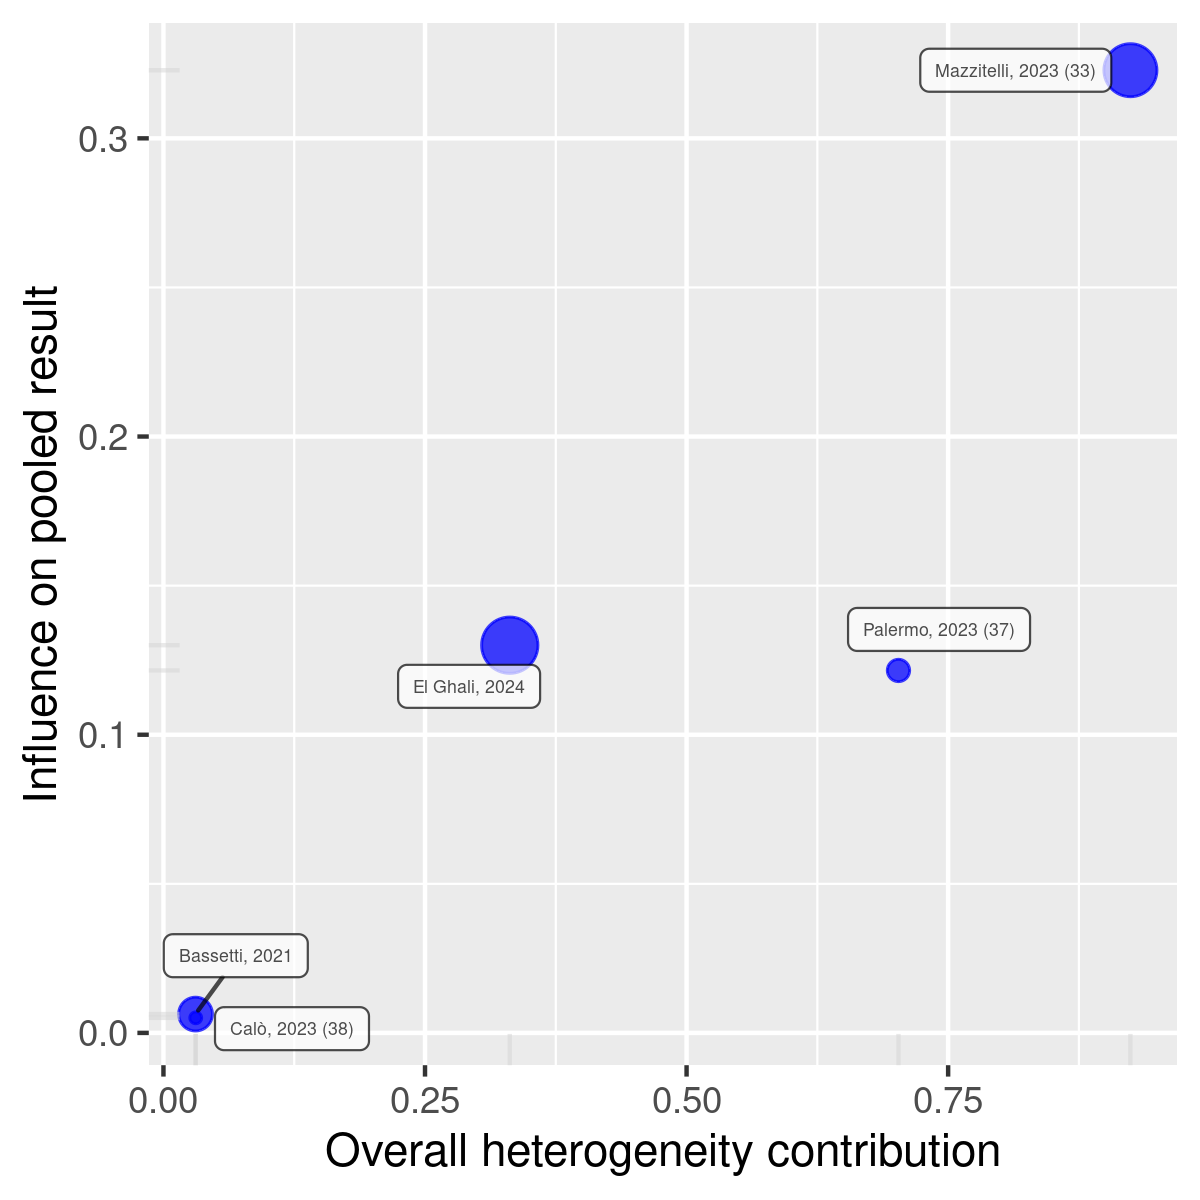 Influence on pooled result
0.3
0.2
0.1
0.0
Mazzitelli, 2023 (33)
Palermo, 2023 (37)
El Ghali, 2024
Bassetti, 2021
Calò, 2023 (38)
0.00
0.25
0.50
0.75
Overall heterogeneity contribution